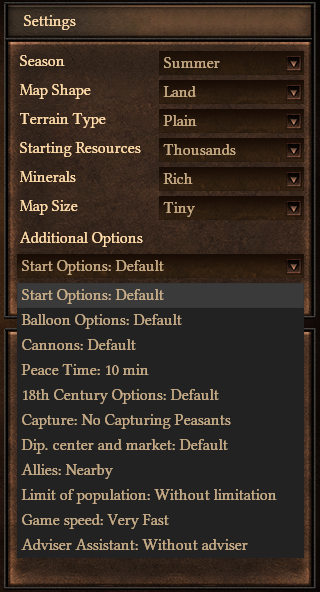 Settings
Season Summer
Map Shape Land
Terrain Type Plain
Starting Resources Thousands
Minerals Rich
Map Size Tiny
Additional Options
Start Options: Default
Start Options: Default
Balloon Options: Default
Cannons: Default
Peace Time: 10 min
18th Century Options: Default
Capture: No Capturing Peasants
Dip. center and market: Default
Allies: Nearby
Limit of population: Without limitation
Game speed: Very Fast
Adviser Assistant: Without adviser